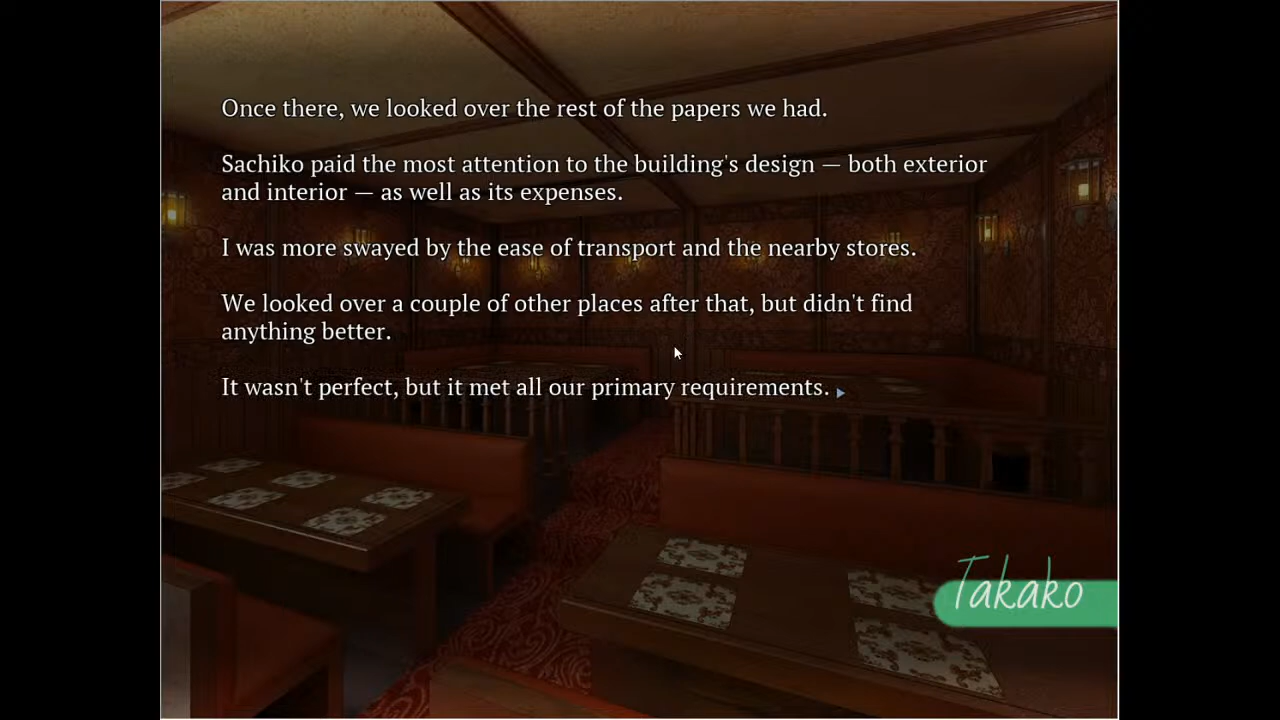 Once there, we looked over the rest of the papers we had.
Sachiko paid the most attention to the building's design — both exterior
and interior — as well as its expenses.
I was more swayed by the ease of transport and the nearby stores.
We looked over a couple of other places after that, but didn't find
anything better.
It wasn't perfect, but it met all our primary requirements.
Takako